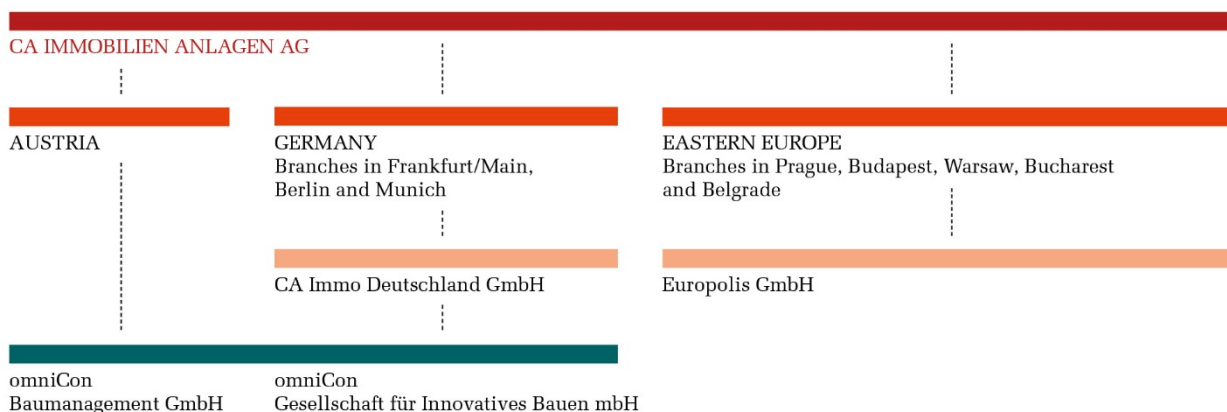 CA IMMOBILIEN ANLAGEN AG
AUSTRIA
GERMANY
Branches in Frankfurt/Main,
Berlin and Munich
EASTERN EUROPE
Branches in Prague, Budapest, Warsaw, Bucharest
and Belgrade
CA Immo Deutschland GmbH
Europolis GmbH
omniCon
Baumanagement GmbH
omniCon
Gesellschaft für Innovatives Bauen mbH